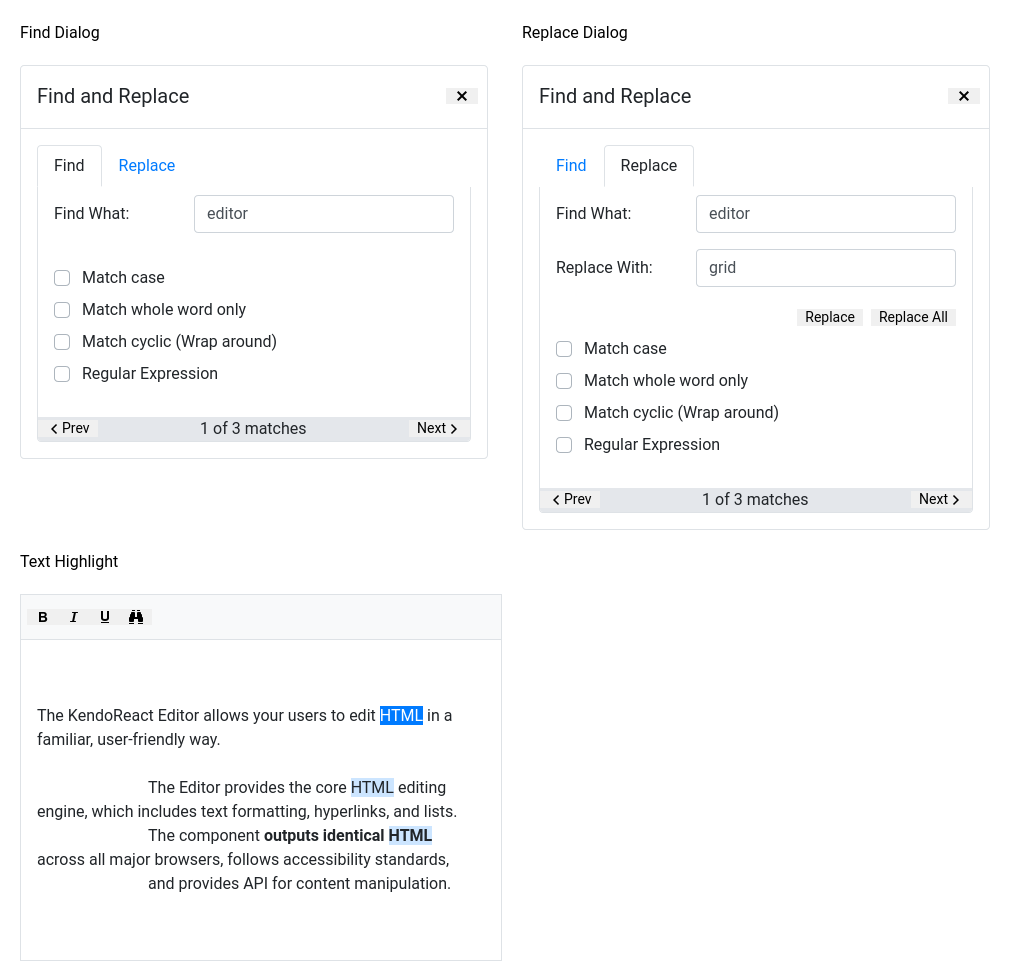 Find Dialog
Find and Replace
Find
Replace
Find What:
editor
Match case
Match whole word only
Match cyclic (Wrap around)
Regular Expression
Prev
1 of 3 matches
Next
Replace Dialog
Find and Replace
Find
Replace
Find What:
editor
Replace With:
grid
Replace
Replace All
Match case
Match whole word only
Match cyclic (Wrap around)
Regular Expression
Prev
1 of 3 matches
Next
Text Highlight
B I U
The KendoReact Editor allows your users to edit HTML in a
familiar, user-friendly way.
The Editor provides the core HTML editing
engine, which includes text formatting, hyperlinks, and lists.
The component outputs identical HTML
across all major browsers, follows accessibility standards,
and provides API for content manipulation.